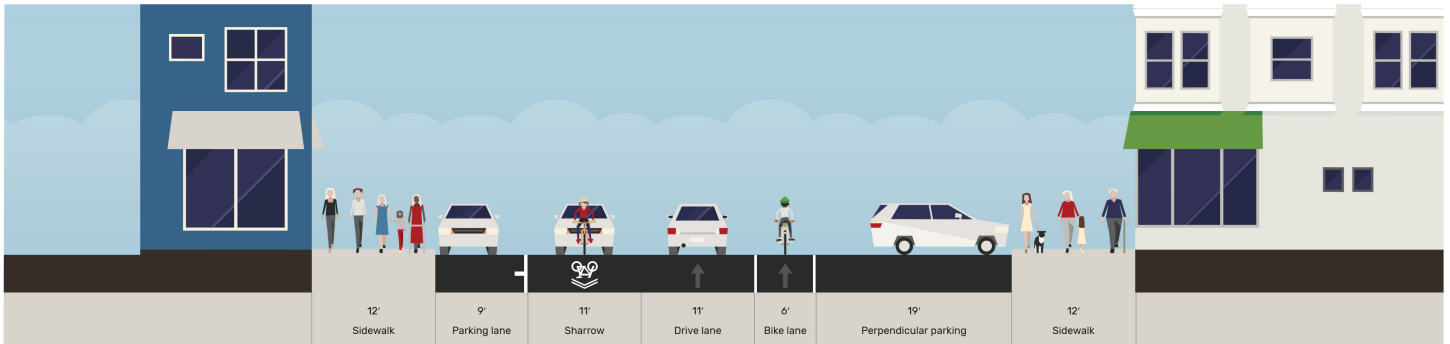 12′ 9′ 11′ 11′ 6′ 19′ 12′
Sidewalk Parking lane Sharrow Drive lane Bike lane Perpendicular parking Sidewalk